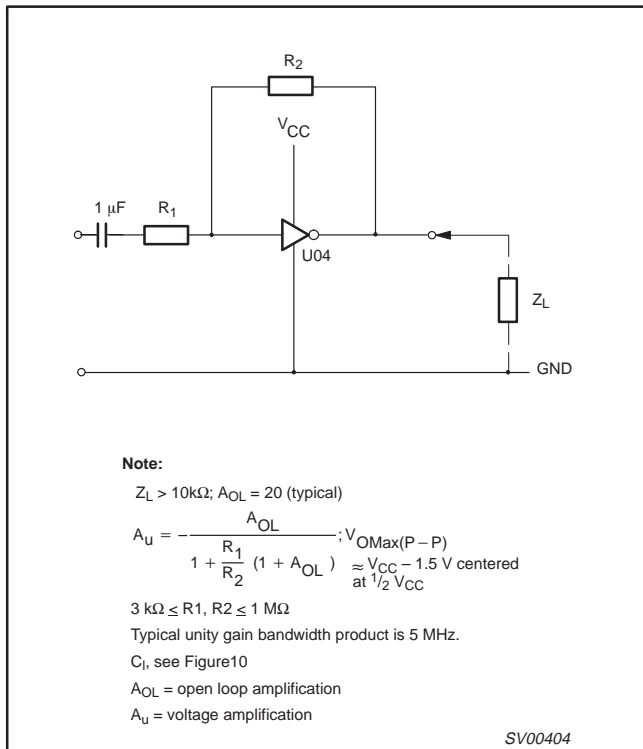 R2
VCC
1 μF
R1
U04
ZL
GND
Note:
ZL > 10kΩ; AOL = 20 (typical)
Au = − AOL / (1 + R1/R2 (1 + AOL)) ; VOMax(P − P)
≈ VCC − 1.5 V centered
at 1/2 VCC
3 kΩ ≤ R1, R2 ≤ 1 MΩ
Typical unity gain bandwidth product is 5 MHz.
CI, see Figure10
AOL = open loop amplification
Au = voltage amplification
SV00404